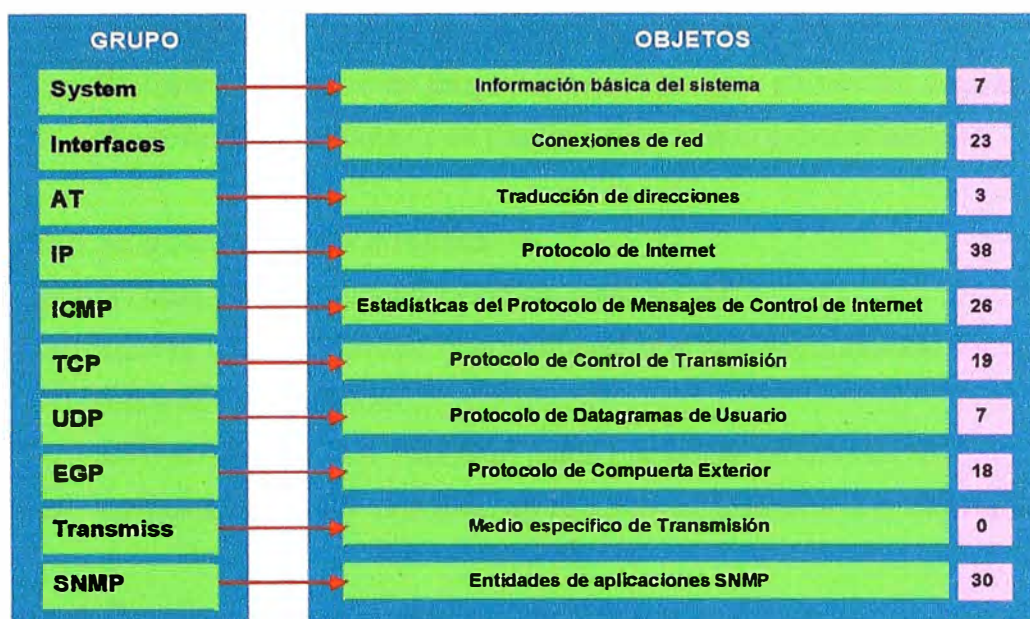 GRUPO OBJETOS
System Información básica del sistema 7
Interfaces Conexiones de red 23
AT Traducción de direcciones 3
IP Protocolo de Internet 38
ICMP Estadísticas del Protocolo de Mensajes de Control de Internet 26
TCP Protocolo de Control de Transmisión 19
UDP Protocolo de Datagramas de Usuario 7
EGP Protocolo de Compuerta Exterior 18
Transmiss Medio especifico de Transmisión 0
SNMP Entidades de aplicaciones SNMP 30